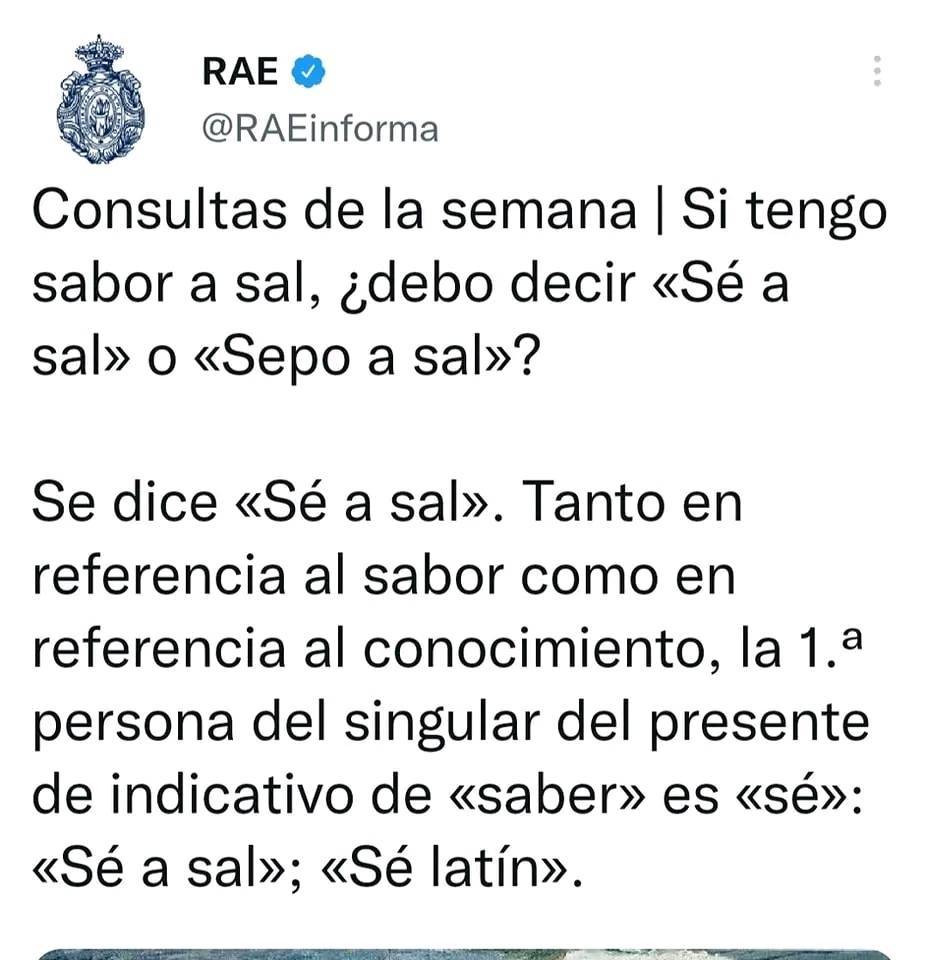 RAE
@RAEinforma
Consultas de la semana | Si tengo
sabor a sal, ¿debo decir «Sé a
sal» o «Sepo a sal»?
Se dice «Sé a sal». Tanto en
referencia al sabor como en
referencia al conocimiento, la 1.ª
persona del singular del presente
de indicativo de «saber» es «sé»:
«Sé a sal»; «Sé latín».